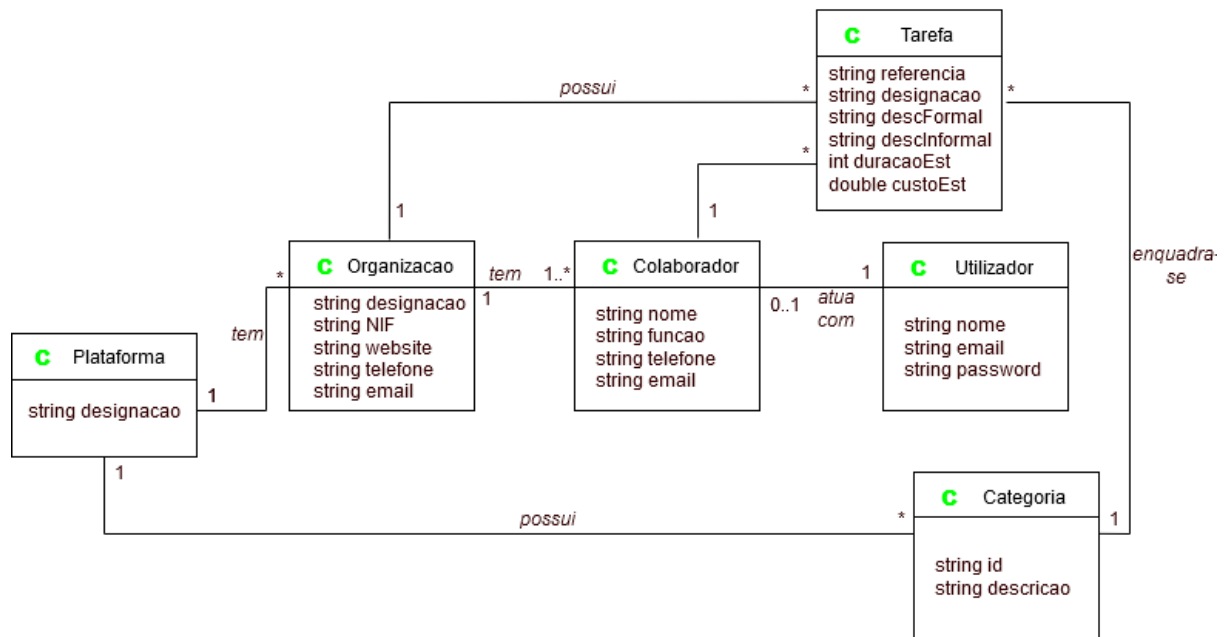 C Tarefa
string referencia
string designacao
string descFormal
string descInformal
int duracaoEst
double custoEst
possui
*
*
*
1
1
C Organizacao
string designacao
string NIF
string website
string telefone
string email
tem
1
1..*
C Colaborador
string nome
string funcao
string telefone
string email
0..1
atua
com
1
C Utilizador
string nome
string email
string password
enquadra-
se
*
tem
1
C Plataforma
string designacao
1
possui
*
C Categoria
string id
string descricao
1